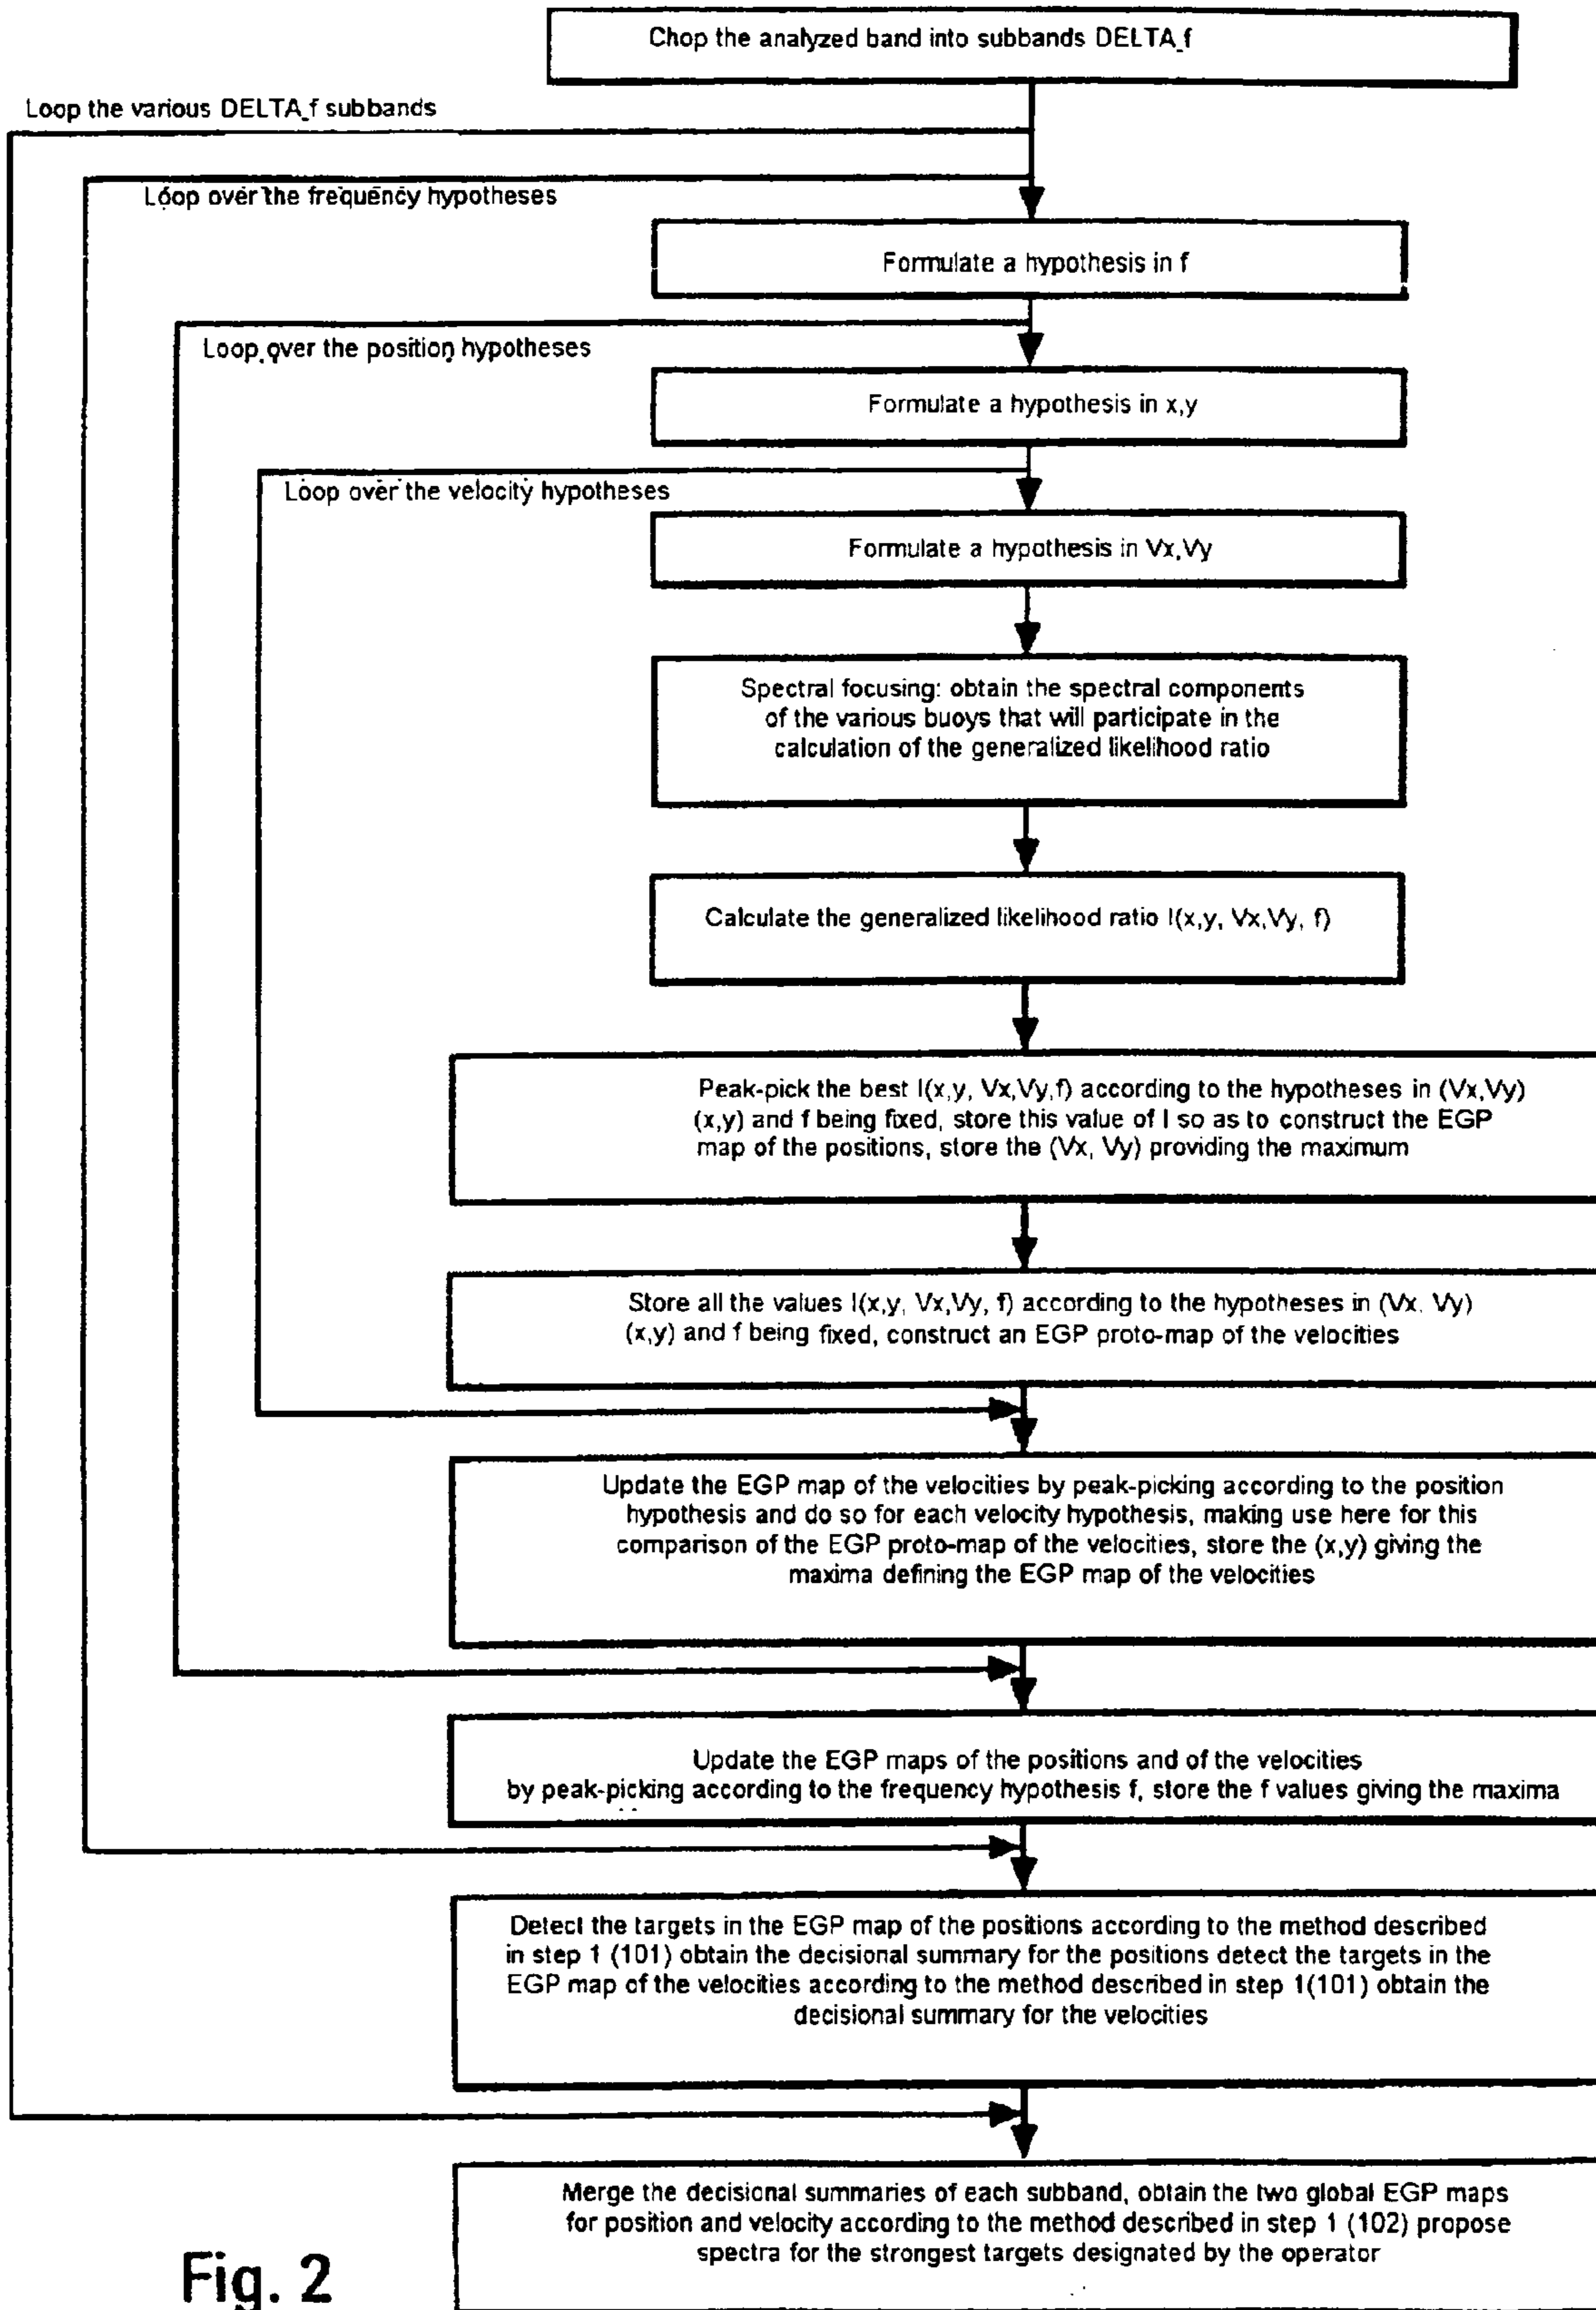 Chop the analyzed band into subbands DELTA_f
Loop the various DELTA_f subbands
Loop over the frequency hypotheses
Formulate a hypothesis in f
Loop over the position hypotheses
Formulate a hypothesis in x,y
Loop over the velocity hypotheses
Formulate a hypothesis in Vx,Vy
Spectral focusing: obtain the spectral components
of the various buoys that will participate in the
calculation of the generalized likelihood ratio
Calculate the generalized likelihood ratio l(x,y, Vx,Vy, f)
Peak-pick the best l(x,y, Vx,Vy,f) according to the hypotheses in (Vx,Vy)
(x,y) and f being fixed, store this value of l so as to construct the EGP
map of the positions, store the (Vx, Vy) providing the maximum
Store all the values l(x,y, Vx,Vy, f) according to the hypotheses in (Vx, Vy)
(x,y) and f being fixed, construct an EGP proto-map of the velocities
Update the EGP map of the velocities by peak-picking according to the position
hypothesis and do so for each velocity hypothesis, making use here for this
comparison of the EGP proto-map of the velocities, store the (x,y) giving the
maxima defining the EGP map of the velocities
Update the EGP maps of the positions and of the velocities
by peak-picking according to the frequency hypothesis f, store the f values giving the maxima
Detect the targets in the EGP map of the positions according to the method described
in step 1 (101) obtain the decisional summary for the positions detect the targets in the
EGP map of the velocities according to the method described in step 1(101) obtain the
decisional summary for the velocities
Merge the decisional summaries of each subband, obtain the two global EGP maps
for position and velocity according to the method described in step 1 (102) propose
spectra for the strongest targets designated by the operator
Fig. 2